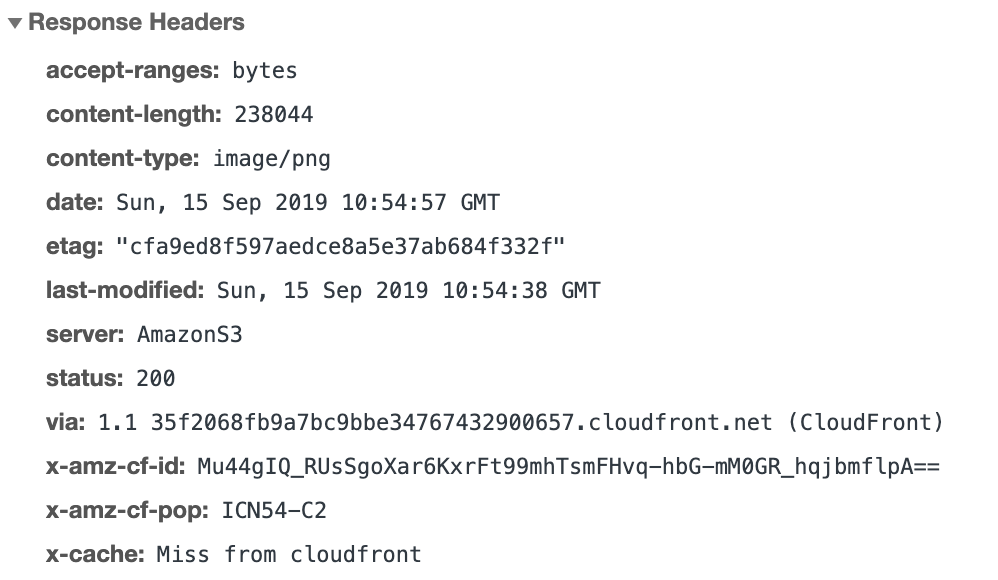 Response Headers
accept-ranges: bytes
content-length: 238044
content-type: image/png
date: Sun, 15 Sep 2019 10:54:57 GMT
etag: "cfa9ed8f597aedce8a5e37ab684f332f"
last-modified: Sun, 15 Sep 2019 10:54:38 GMT
server: AmazonS3
status: 200
via: 1.1 35f2068fb9a7bc9bbe34767432900657.cloudfront.net (CloudFront)
x-amz-cf-id: Mu44gIQ_RUsSgoXar6KxrFt99mhTsmFHvq-hbG-mM0GR_hqjbmflpA==
x-amz-cf-pop: ICN54-C2
x-cache: Miss from cloudfront